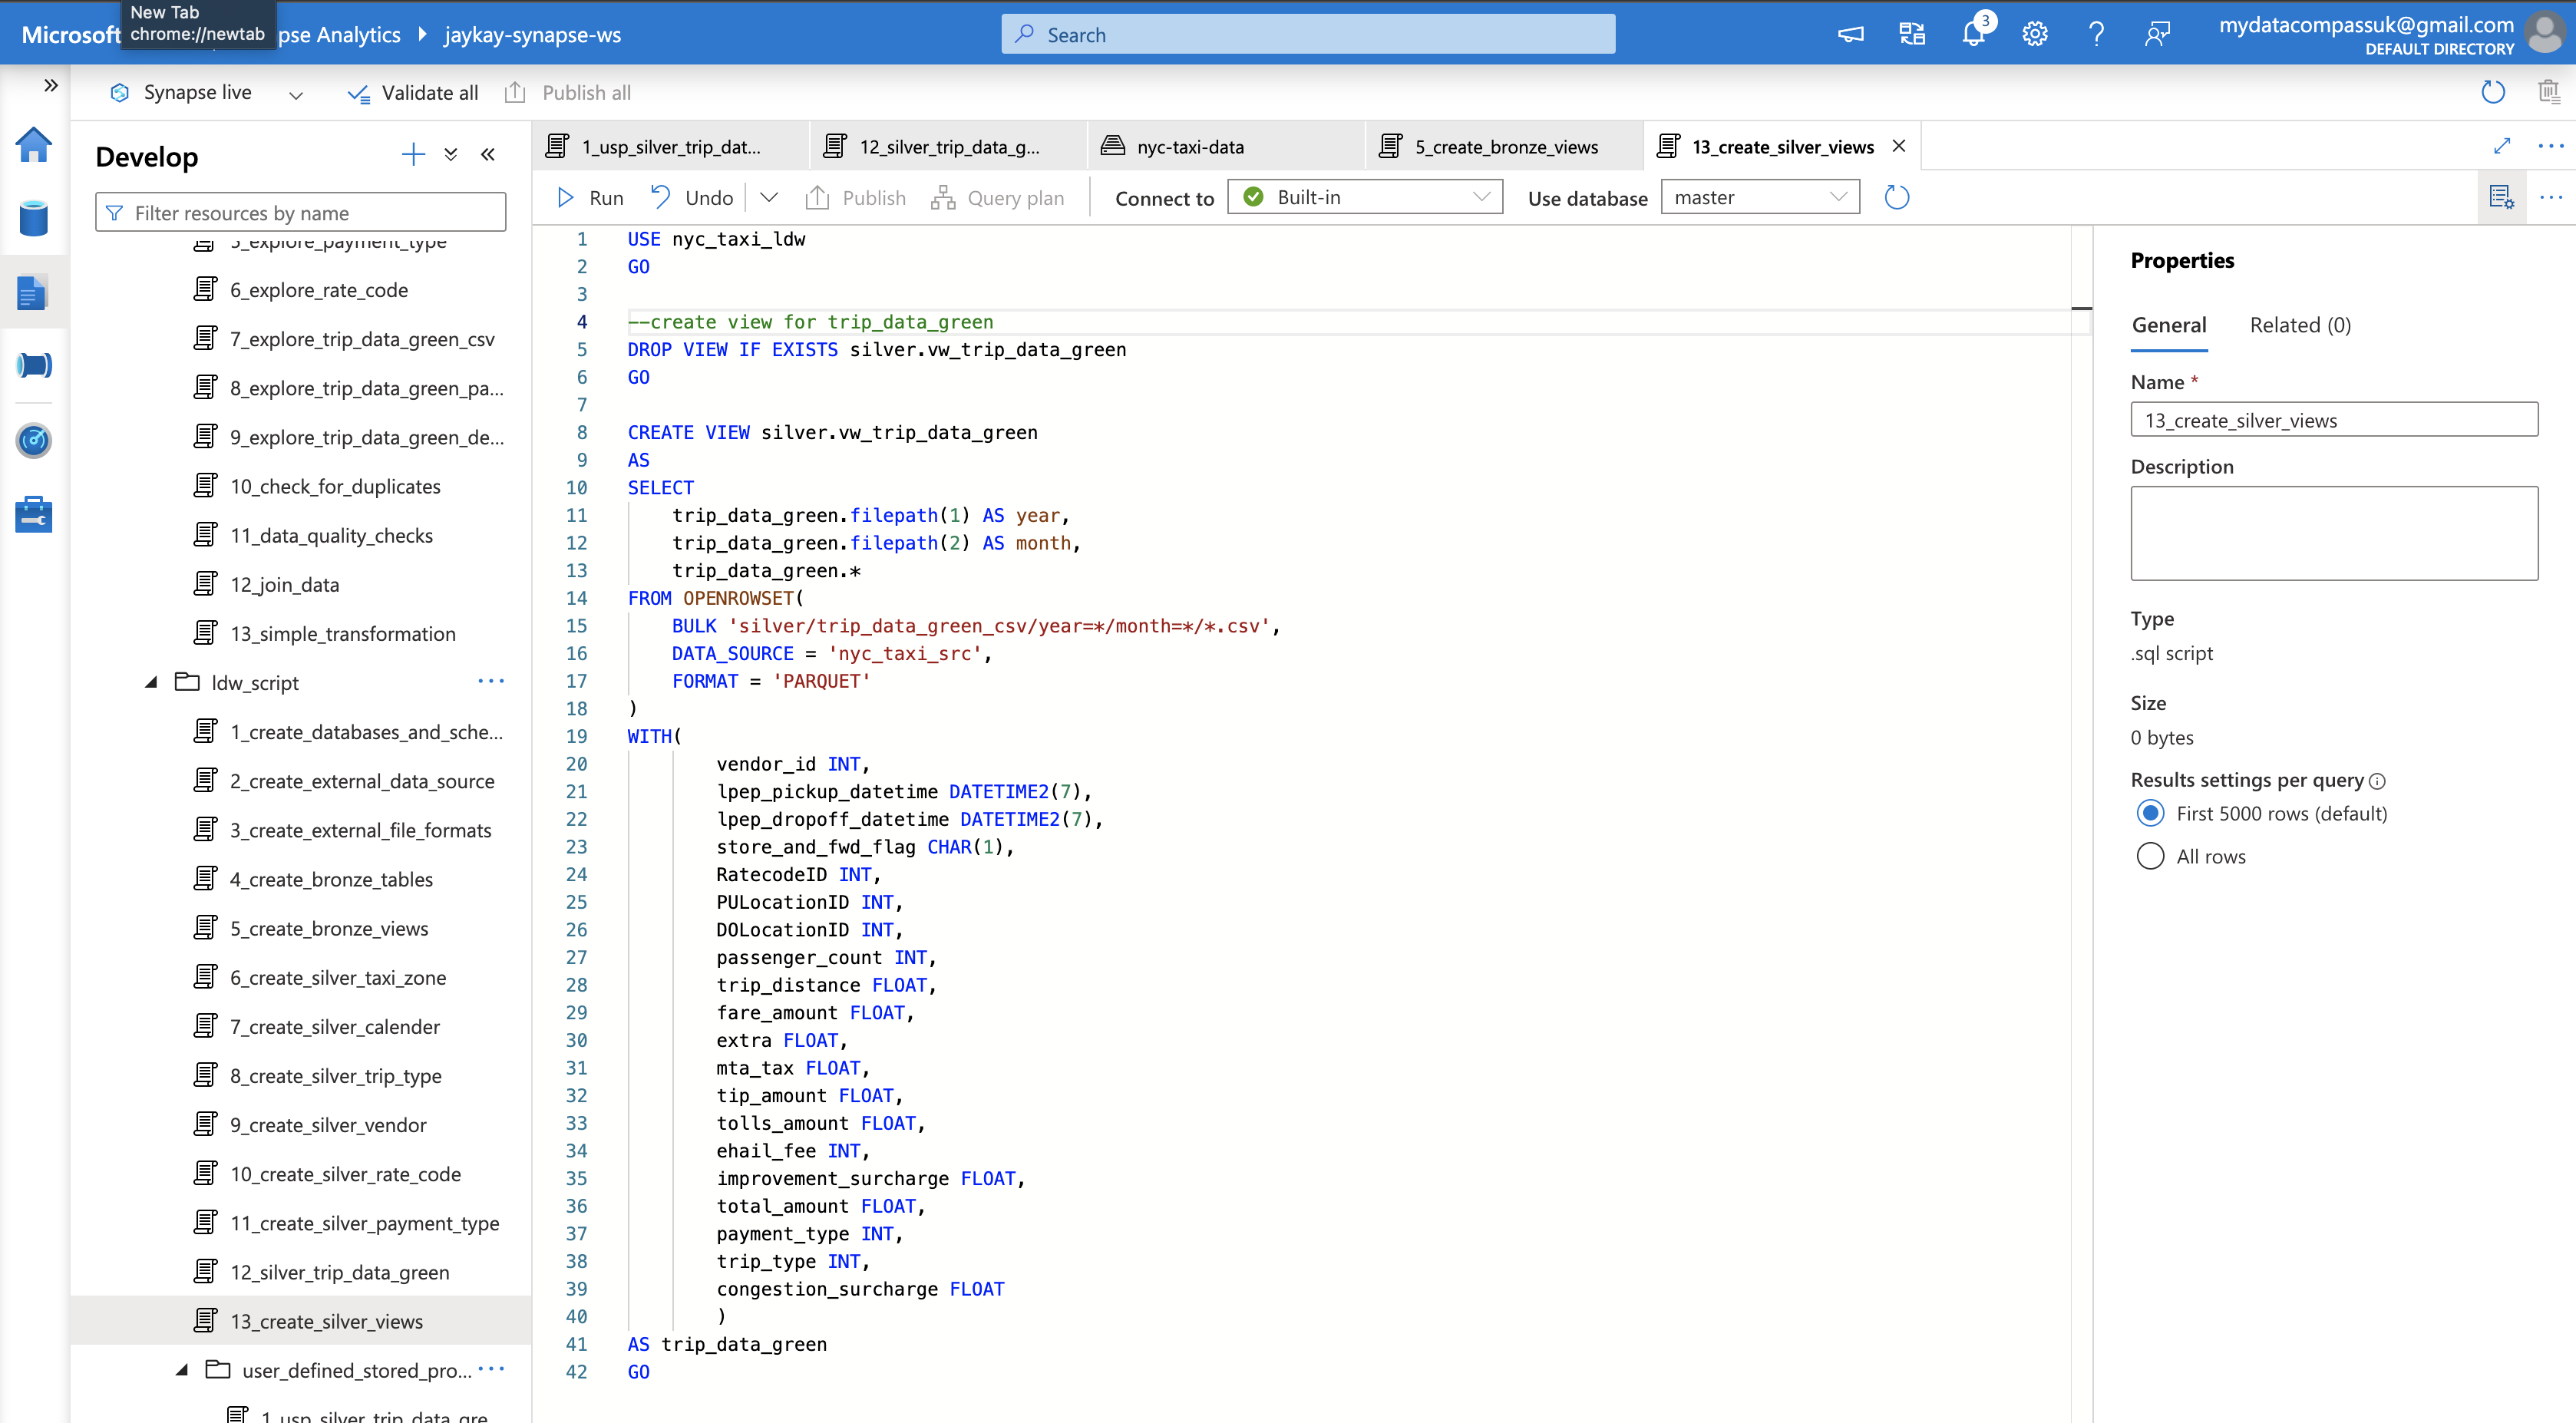 New Tab
chrome://newtab
Microsoft
pse Analytics
jaykay-synapse-ws
Search
3
mydatacompassuk@gmail.com
DEFAULT DIRECTORY
Synapse live
Validate all
Publish all
Develop
Filter resources by name
5_explore_payment_type
6_explore_rate_code
7_explore_trip_data_green_csv
8_explore_trip_data_green_pa...
9_explore_trip_data_green_de...
10_check_for_duplicates
11_data_quality_checks
12_join_data
13_simple_transformation
ldw_script
1_create_databases_and_sche...
2_create_external_data_source
3_create_external_file_formats
4_create_bronze_tables
5_create_bronze_views
6_create_silver_taxi_zone
7_create_silver_calender
8_create_silver_trip_type
9_create_silver_vendor
10_create_silver_rate_code
11_create_silver_payment_type
12_silver_trip_data_green
13_create_silver_views
user_defined_stored_pro...
1_usp_silver_trip_data_gre
1_usp_silver_trip_dat...
12_silver_trip_data_g...
nyc-taxi-data
5_create_bronze_views
13_create_silver_views
Run
Undo
Publish
Query plan
Connect to
Built-in
Use database
master
1 USE nyc_taxi_ldw
2 GO
3
4 --create view for trip_data_green
5 DROP VIEW IF EXISTS silver.vw_trip_data_green
6 GO
7
8 CREATE VIEW silver.vw_trip_data_green
9 AS
10 SELECT
11 trip_data_green.filepath(1) AS year,
12 trip_data_green.filepath(2) AS month,
13 trip_data_green.*
14 FROM OPENROWSET(
15 BULK 'silver/trip_data_green_csv/year=*/month=*/*.csv',
16 DATA_SOURCE = 'nyc_taxi_src',
17 FORMAT = 'PARQUET'
18 )
19 WITH(
20 vendor_id INT,
21 lpep_pickup_datetime DATETIME2(7),
22 lpep_dropoff_datetime DATETIME2(7),
23 store_and_fwd_flag CHAR(1),
24 RatecodeID INT,
25 PULocationID INT,
26 DOLocationID INT,
27 passenger_count INT,
28 trip_distance FLOAT,
29 fare_amount FLOAT,
30 extra FLOAT,
31 mta_tax FLOAT,
32 tip_amount FLOAT,
33 tolls_amount FLOAT,
34 ehail_fee INT,
35 improvement_surcharge FLOAT,
36 total_amount FLOAT,
37 payment_type INT,
38 trip_type INT,
39 congestion_surcharge FLOAT
40 )
41 AS trip_data_green
42 GO
Properties
General
Related (0)
Name *
13_create_silver_views
Description
Type
.sql script
Size
0 bytes
Results settings per query
First 5000 rows (default)
All rows